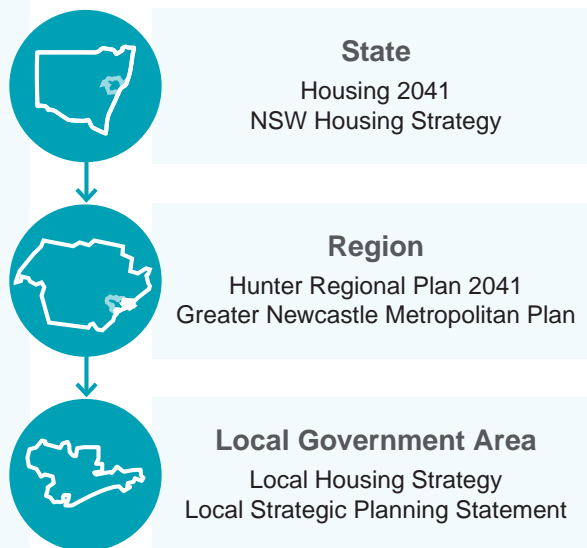 State
Housing 2041
NSW Housing Strategy
Region
Hunter Regional Plan 2041
Greater Newcastle Metropolitan Plan
Local Government Area
Local Housing Strategy
Local Strategic Planning Statement